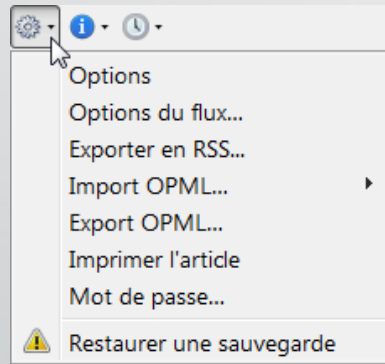 Options
Options du flux...
Exporter en RSS...
Import OPML...
Export OPML...
Imprimer l'article
Mot de passe...
Restaurer une sauvegarde